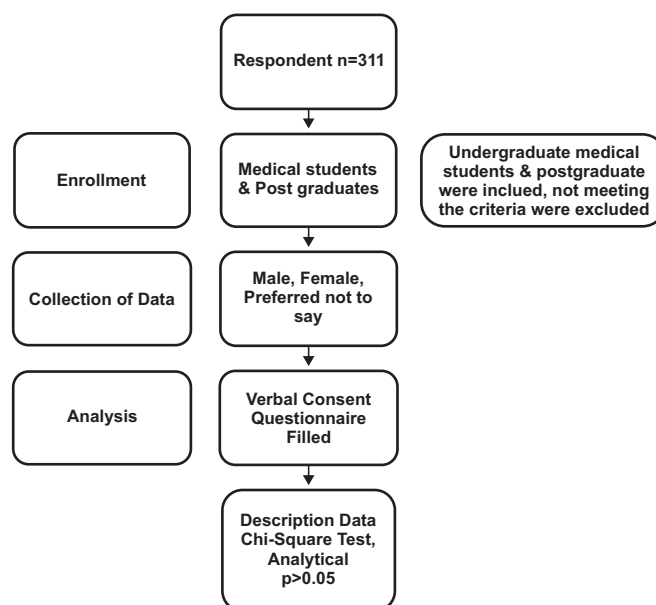 Respondent n=311
Enrollment
Medical students
& Post graduates
Undergraduate medical
students & postgraduate
were inclued, not meeting
the criteria were excluded
Collection of Data
Male, Female,
Preferred not to
say
Analysis
Verbal Consent
Questionnaire
Filled
Description Data
Chi-Square Test,
Analytical
p>0.05